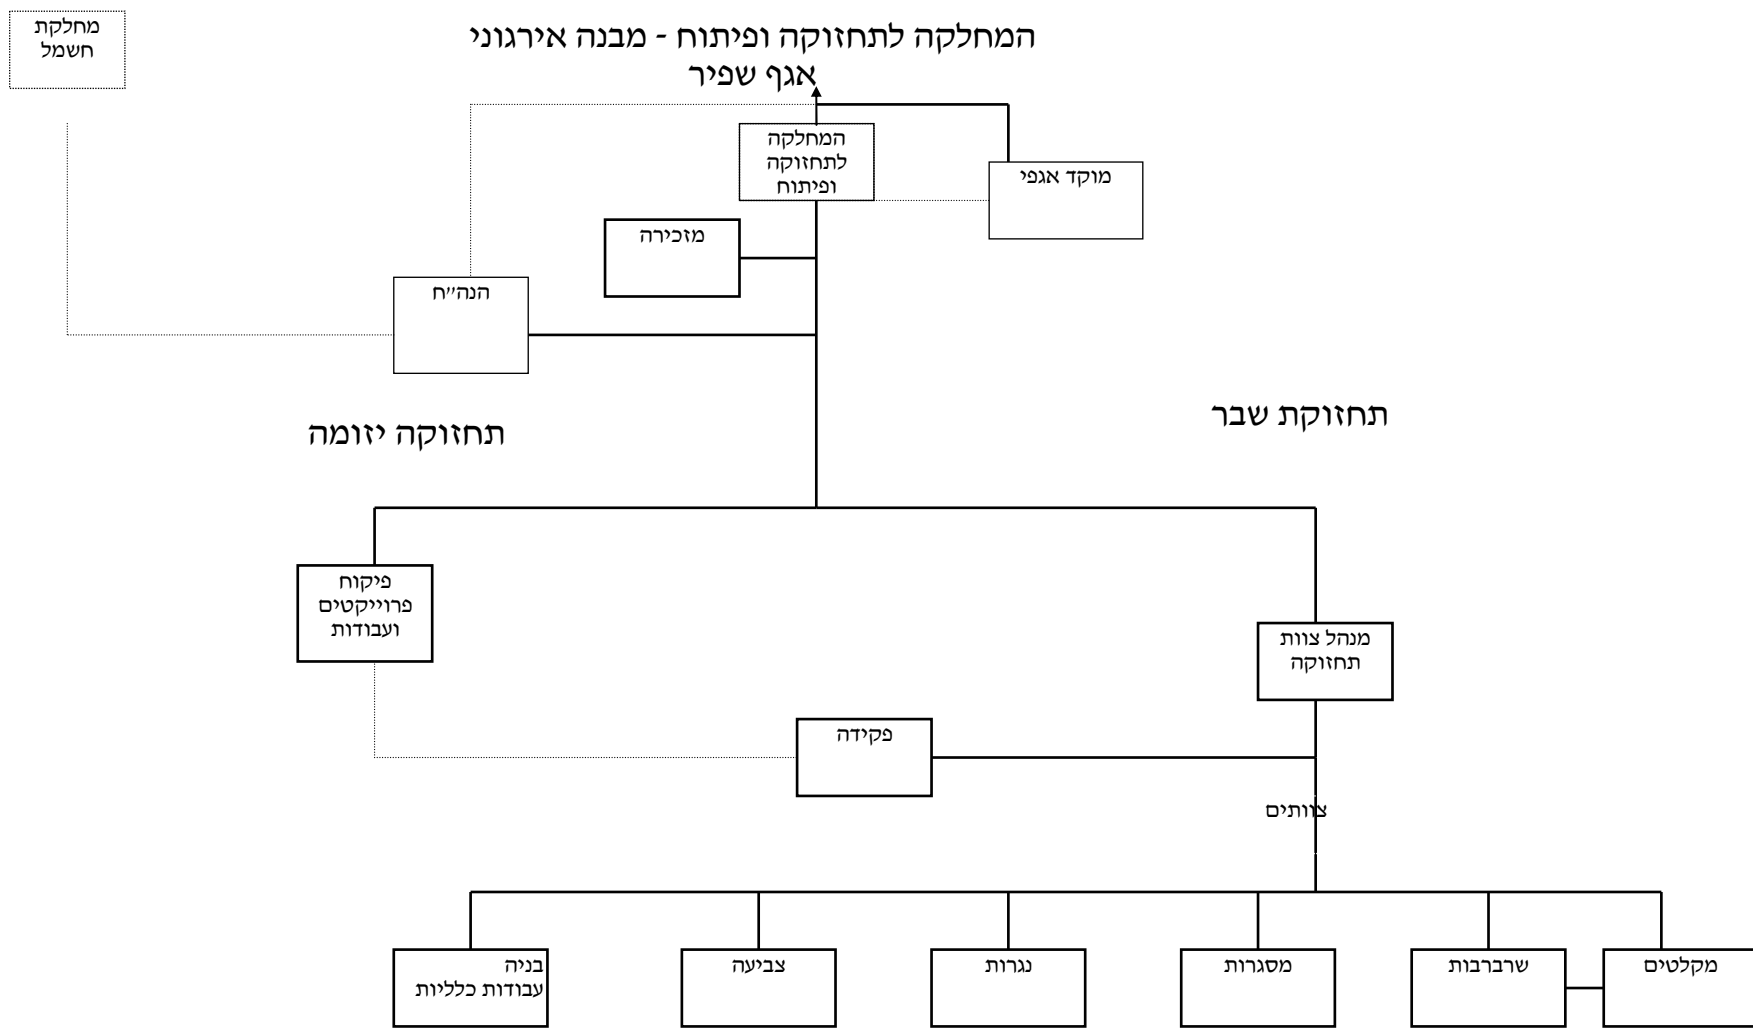 המחלקה לתחזוקה ופיתוח - מבנה אירגוני
אגף שפיר
מחלקת
חשמל
המחלקה
לתחזוקה
ופיתוח
מוקד אגפי
מזכירה
הנה״ח
תחזוקת שבר
תחזוקה יזומה
פיקוח
פרוייקטים
ועבודות
מנהל צוות
תחזוקה
פקידה
צוותים
מקלטים
שרברבות
מסגרות
נגרות
צביעה
בניה
עבודות כלליות